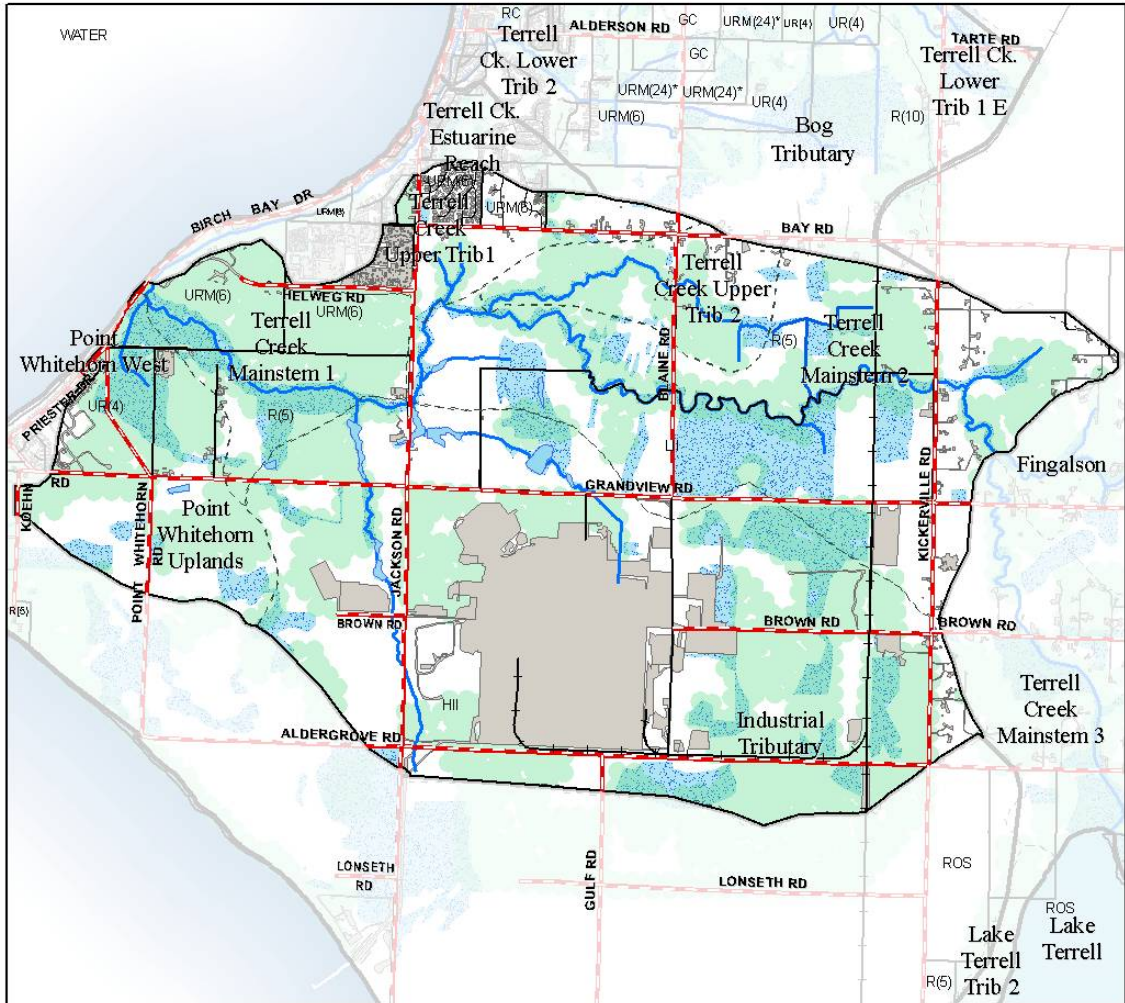 WATER
RC
ALDERSON RD
GC
URM(24)*
UR(4)
UR(4)
TARTE RD
Terrell
Ck. Lower
Trib 2
GC
Terrell Ck.
Lower
Trib 1 E
URM(24)*
URM(24)*
UR(4)
R(10)
URM(6)
Terrell Ck.
Estuarine
Reach
Bog
Tributary
URM(6)
URM(6)
BIRCH BAY DR
Terrell
Creek
Upper Trib1
BAY RD
Terrell
Creek Upper
Trib 2
URM(6)
HELWEG RD
URM(6)
Terrell
Creek
Mainstem 1
Point
Whitehorn West
BLAINE RD
R(5)
Terrell
Creek
Mainstem 2
PRIESTER DR
UR(4)
R(5)
KICKERVILLE RD
Fingalson
KOEHN RD
GRANDVIEW RD
POINT WHITEHORN RD
Point
Whitehorn
Uplands
JACKSON RD
BROWN RD
BROWN RD
BROWN RD
HII
Industrial
Tributary
Terrell
Creek
Mainstem 3
ALDERGROVE RD
LONSETH
RD
GULF RD
LONSETH RD
ROS
ROS
Lake
Terrell
Lake
Terrell
Trib 2
R(5)